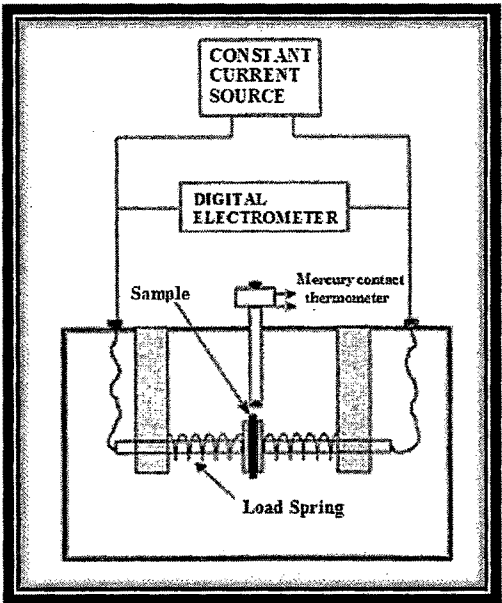 CONSTANT
CURRENT
SOURCE
DIGITAL
ELECTROMETER
Mercury contact
thermometer
Sample
Load Spring